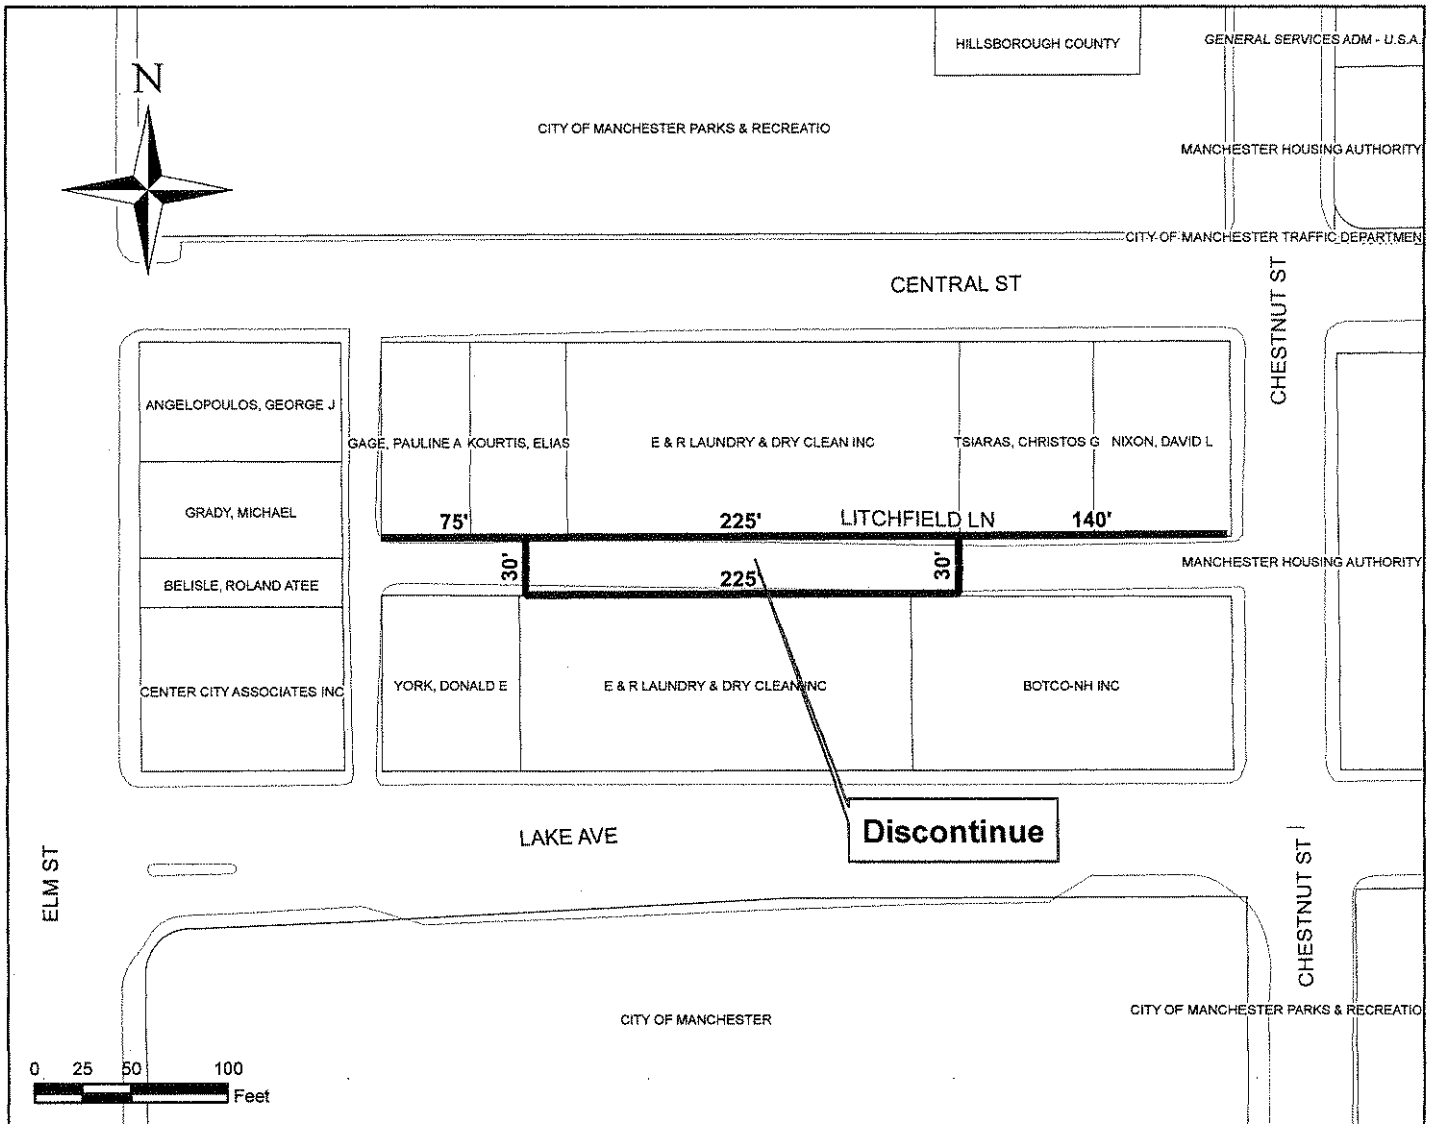 HILLSBOROUGH COUNTY
GENERAL SERVICES ADM - U.S.A.
N
CITY OF MANCHESTER PARKS & RECREATIO
MANCHESTER HOUSING AUTHORITY
CITY OF MANCHESTER TRAFFIC DEPARTMEN
CENTRAL ST
CHESTNUT ST
ANGELOPOULOS, GEORGE J
GAGE, PAULINE A
KOURTIS, ELIAS
E & R LAUNDRY & DRY CLEAN INC
TSIARAS, CHRISTOS G
NIXON, DAVID L
GRADY, MICHAEL
75'
225'
LITCHFIELD LN
140'
30'
225'
30'
MANCHESTER HOUSING AUTHORITY
BELISLE, ROLAND ATEE
CENTER CITY ASSOCIATES INC
YORK, DONALD E
E & R LAUNDRY & DRY CLEAN INC
BOTCO-NH INC
Discontinue
LAKE AVE
ELM ST
CHESTNUT ST
CITY OF MANCHESTER
CITY OF MANCHESTER PARKS & RECREATIO
0 25 50 100
Feet